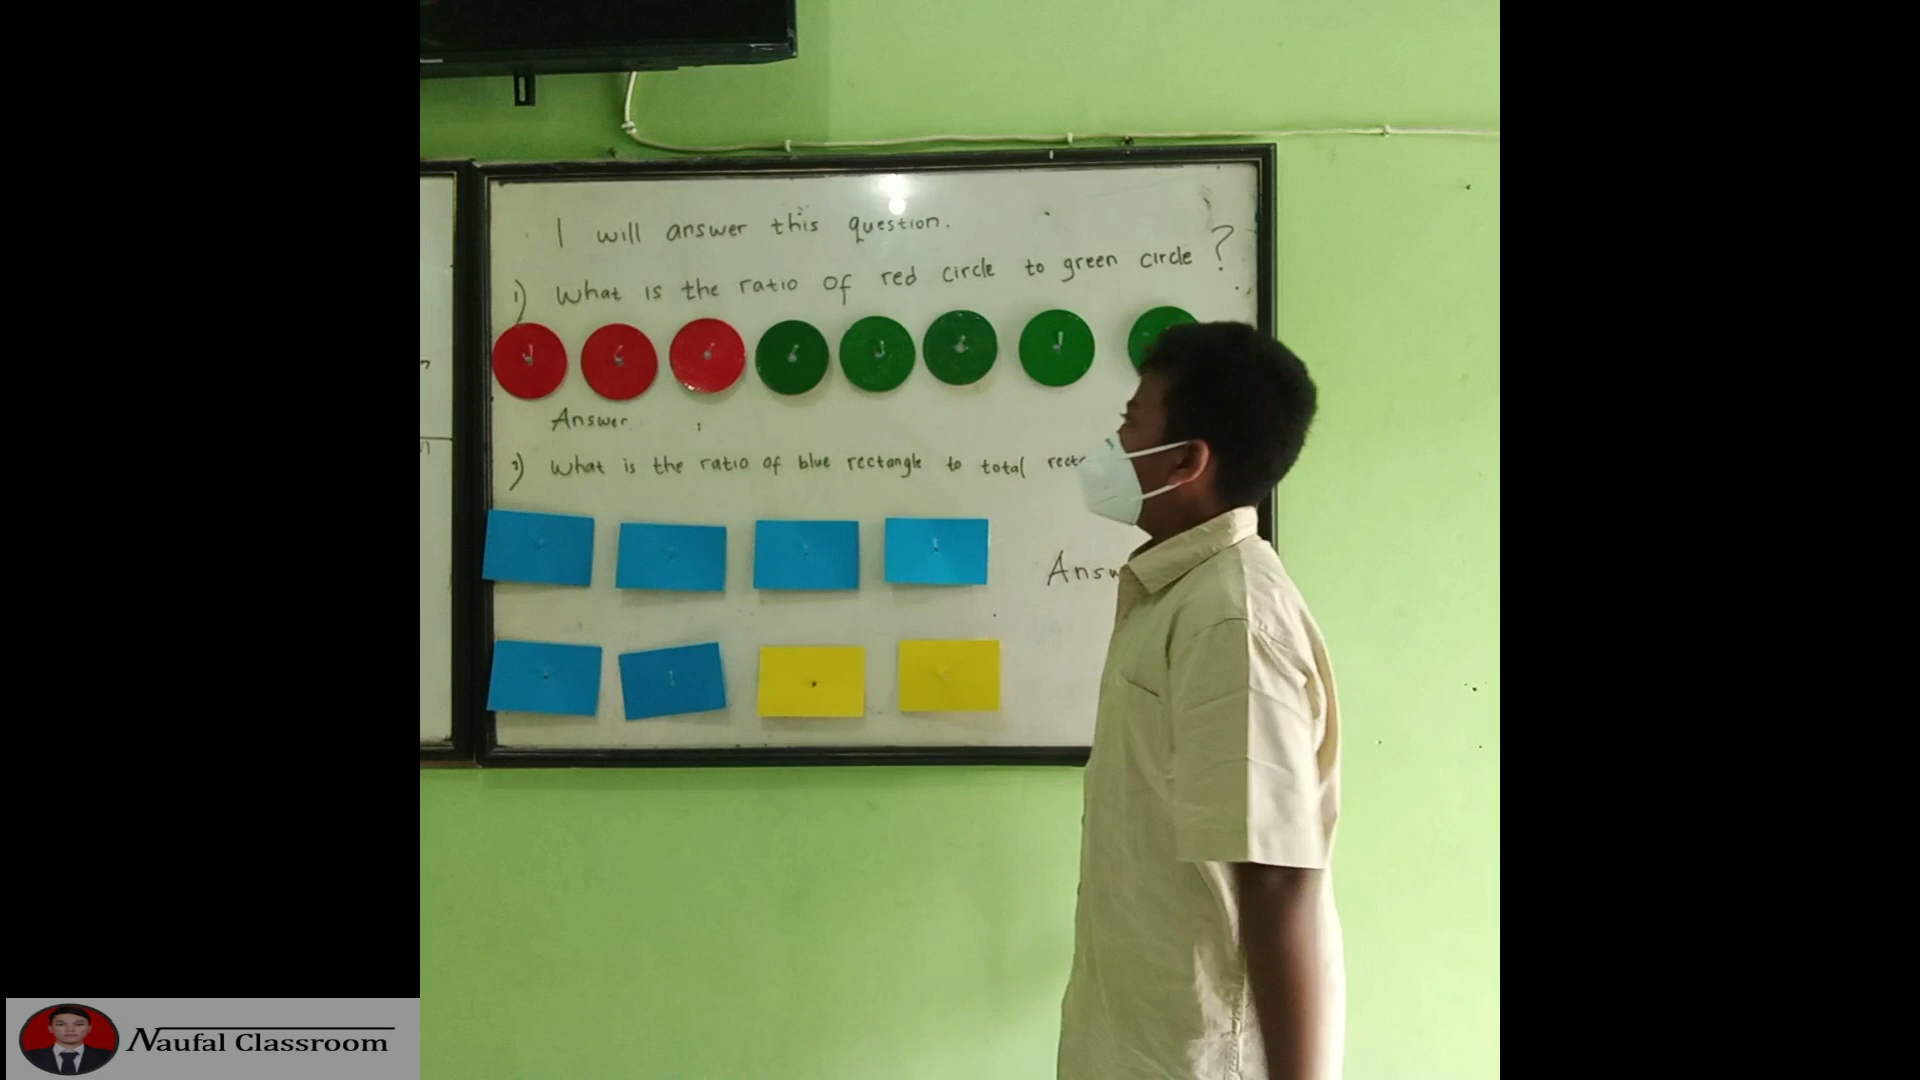 I will answer this question.
1) What is the ratio of red circle to green circle ?
Answer :
2) What is the ratio of blue rectangle to total
Naufal Classroom